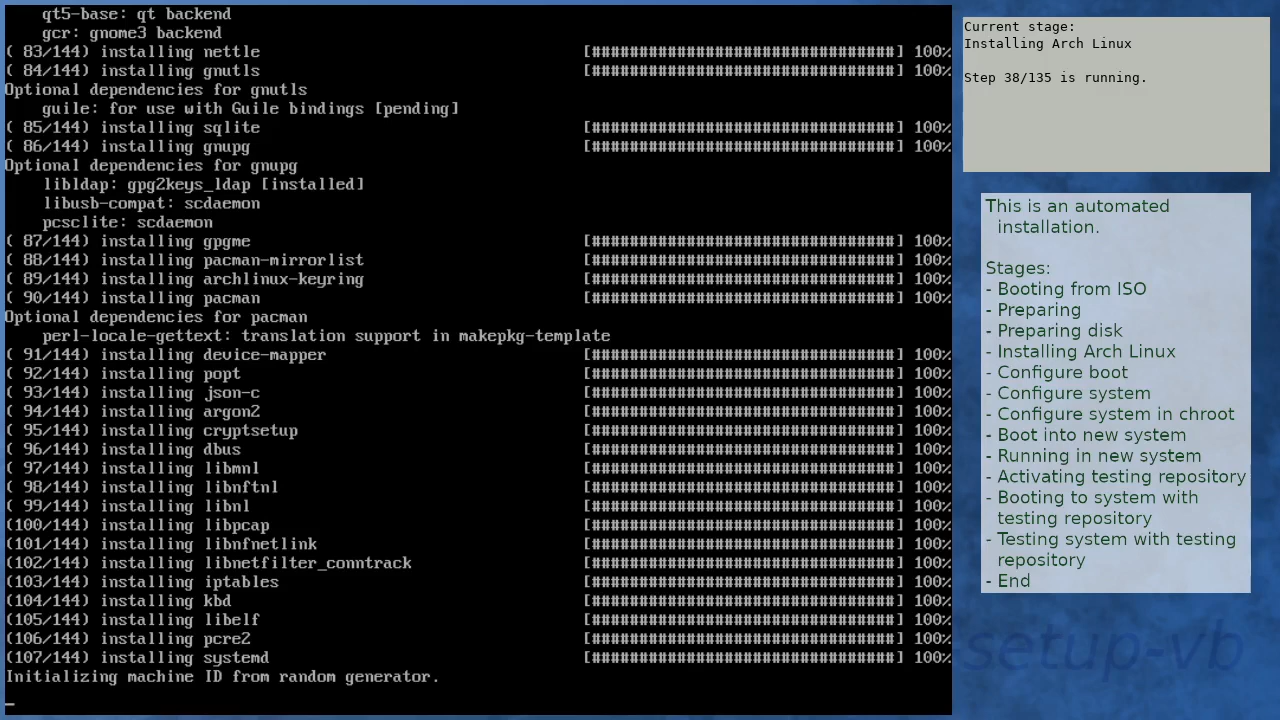 qt5-base: qt backend
    gcr: gnome3 backend
( 83/144) installing nettle [################################] 100%
( 84/144) installing gnutls [################################] 100%
Optional dependencies for gnutls
    guile: for use with Guile bindings [pending]
( 85/144) installing sqlite [################################] 100%
( 86/144) installing gnupg [################################] 100%
Optional dependencies for gnupg
    libldap: gpg2keys_ldap [installed]
    libusb-compat: scdaemon
    pcsclite: scdaemon
( 87/144) installing gpgme [################################] 100%
( 88/144) installing pacman-mirrorlist [################################] 100%
( 89/144) installing archlinux-keyring [################################] 100%
( 90/144) installing pacman [################################] 100%
Optional dependencies for pacman
    perl-locale-gettext: translation support in makepkg-template
( 91/144) installing device-mapper [################################] 100%
( 92/144) installing popt [################################] 100%
( 93/144) installing json-c [################################] 100%
( 94/144) installing argon2 [################################] 100%
( 95/144) installing cryptsetup [################################] 100%
( 96/144) installing dbus [################################] 100%
( 97/144) installing libmnl [################################] 100%
( 98/144) installing libnftnl [################################] 100%
( 99/144) installing libnl [################################] 100%
(100/144) installing libpcap [################################] 100%
(101/144) installing libnfnetlink [################################] 100%
(102/144) installing libnetfilter_conntrack [################################] 100%
(103/144) installing iptables [################################] 100%
(104/144) installing kbd [################################] 100%
(105/144) installing libelf [################################] 100%
(106/144) installing pcre2 [################################] 100%
(107/144) installing systemd [################################] 100%
Initializing machine ID from random generator.
_
Current stage:
Installing Arch Linux
Step 38/135 is running.
This is an automated
installation.
Stages:
- Booting from ISO
- Preparing
- Preparing disk
- Installing Arch Linux
- Configure boot
- Configure system
- Configure system in chroot
- Boot into new system
- Running in new system
- Activating testing repository
- Booting to system with
testing repository
- Testing system with testing
repository
- End
setup-vb